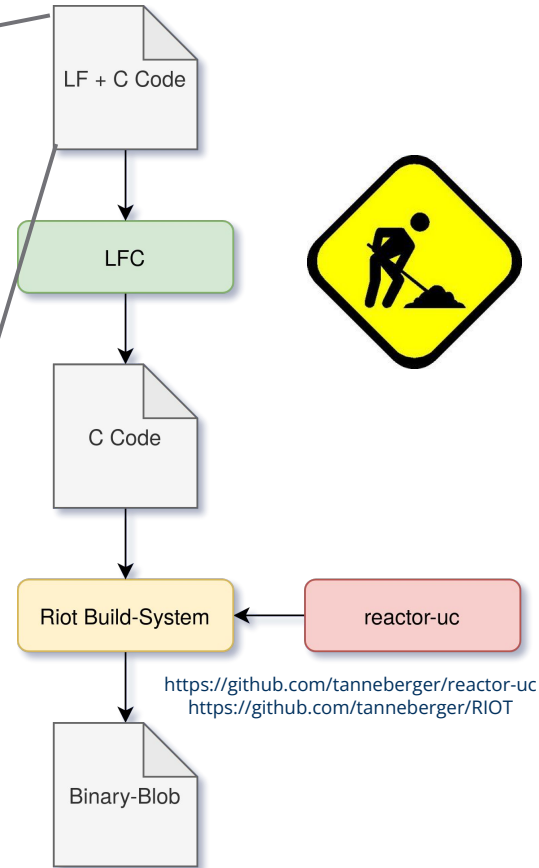 LF + C Code
LFC
C Code
Riot Build-System
reactor-uc
https://github.com/tanneberger/reactor-uc
https://github.com/tanneberger/RIOT
Binary-Blob